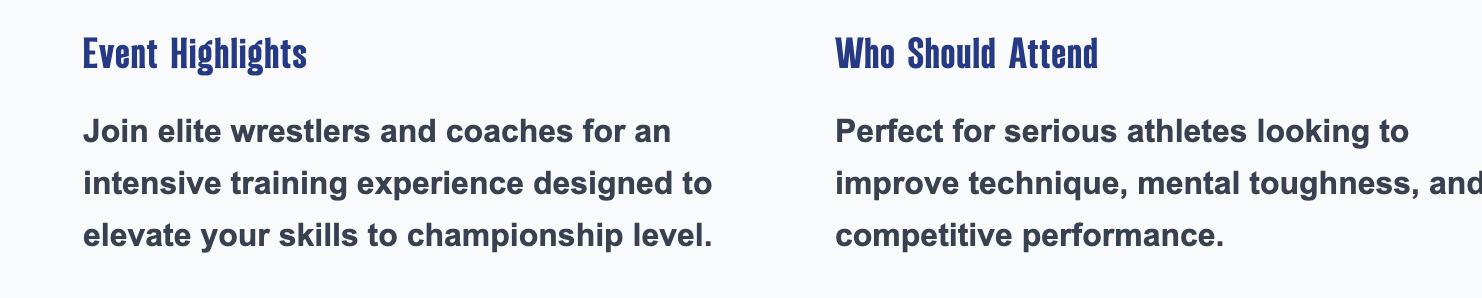 Event Highlights
Join elite wrestlers and coaches for an
intensive training experience designed to
elevate your skills to championship level.
Who Should Attend
Perfect for serious athletes looking to
improve technique, mental toughness, and
competitive performance.